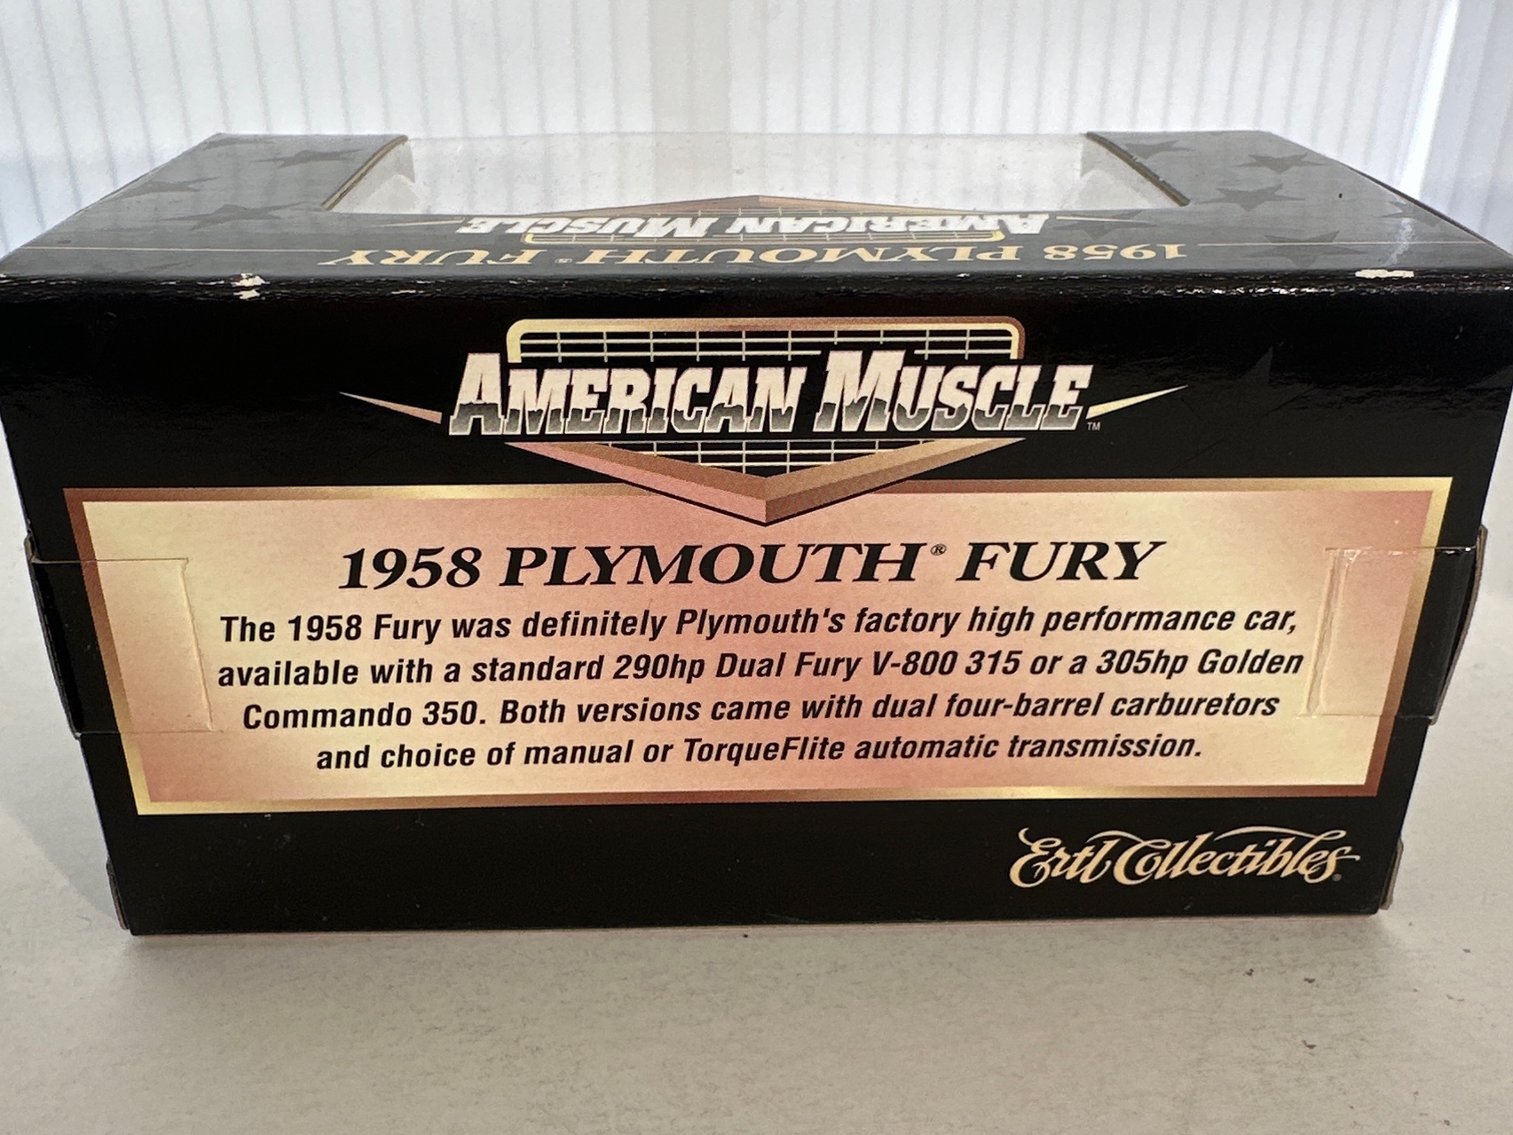 AMERICAN MUSCLE
1958 PLYMOUTH® FURY
AMERICAN MUSCLE™
1958 PLYMOUTH® FURY
The 1958 Fury was definitely Plymouth's factory high performance car,
available with a standard 290hp Dual Fury V-800 315 or a 305hp Golden
Commando 350. Both versions came with dual four-barrel carburetors
and choice of manual or TorqueFlite automatic transmission.
Ertl Collectibles®